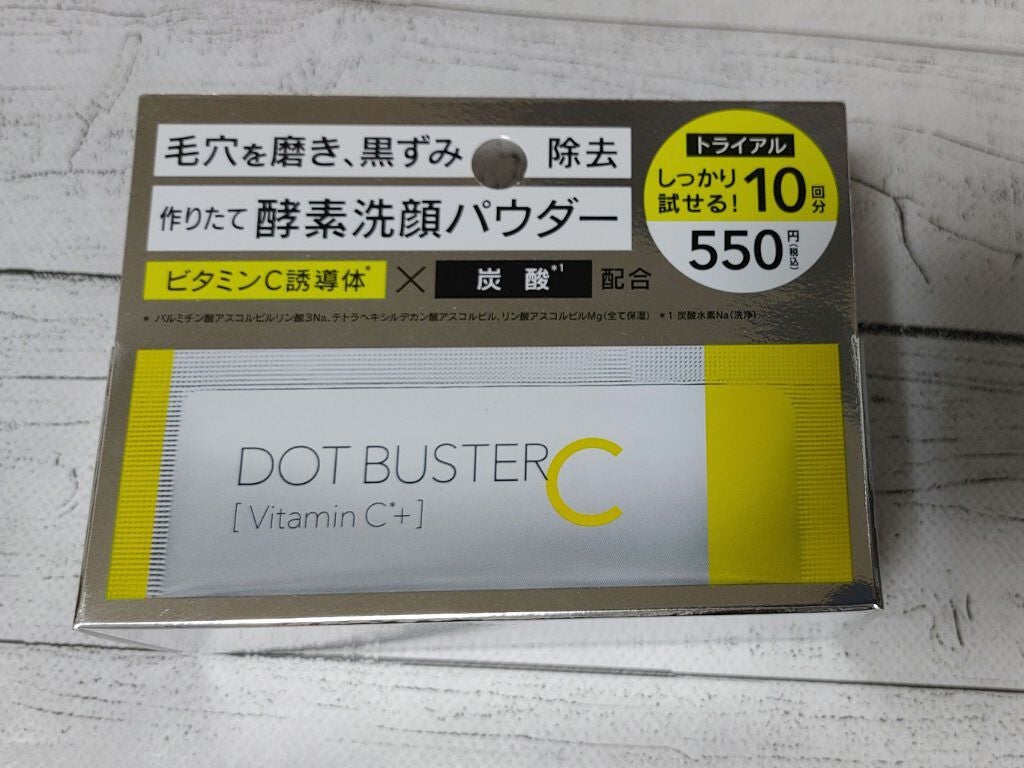 毛穴を磨き、黒ずみ 除去
作りたて 酵素洗顔パウダー
ビタミンC誘導体* × 炭酸*1 配合
* パルミチン酸アスコルビルリン酸3Na、テトラヘキシルデカン酸アスコルビル、リン酸アスコルビルMg(全て保湿) *1 炭酸水素Na(洗浄)
トライアル
しっかり
試せる! 10回分
550円(税込)
DOT BUSTER C
[Vitamin C*+]